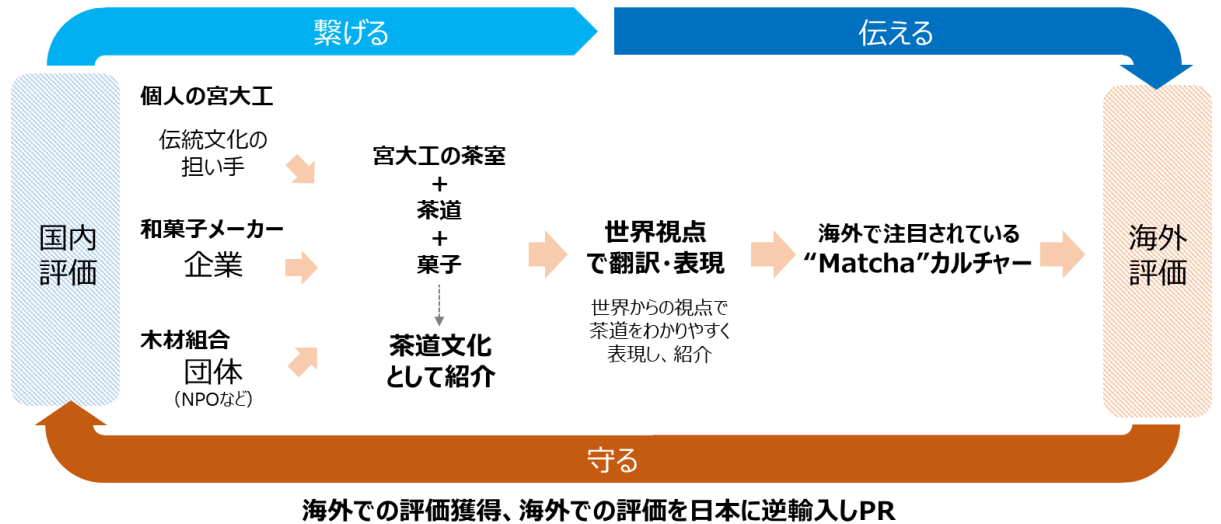 繋げる
伝える
国内
評価
個人の宮大工
伝統文化の
担い手
和菓子メーカー
企業
木材組合
団体
（NPOなど）
宮大工の茶室
+
茶道
+
菓子
茶道文化
として紹介
世界視点
で翻訳・表現
世界からの視点で
茶道をわかりやすく
表現し、紹介
海外で注目されている
“Matcha”カルチャー
海外
評価
守る
海外での評価獲得、海外での評価を日本に逆輸入しPR